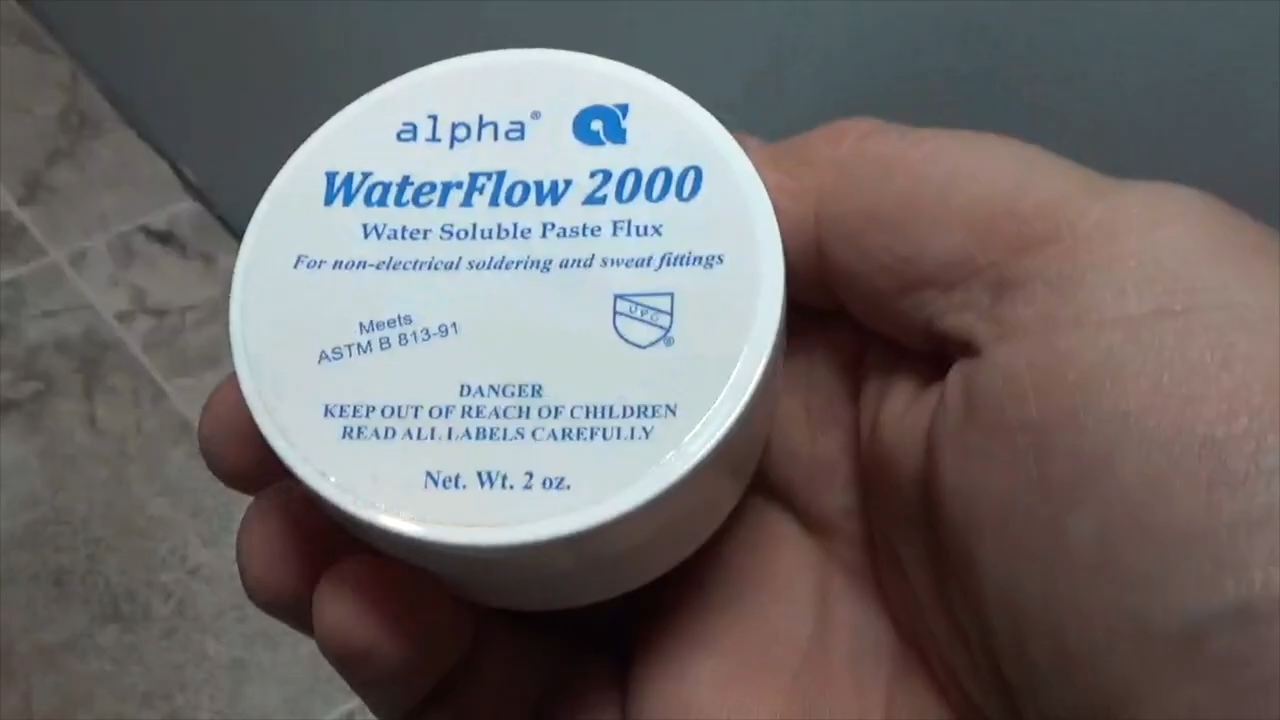 alpha®
WaterFlow 2000
Water Soluble Paste Flux
For non-electrical soldering and sweat fittings
Meets
ASTM B 813-91
UPC
®
DANGER
KEEP OUT OF REACH OF CHILDREN
READ ALL LABELS CAREFULLY
Net. Wt. 2 oz.